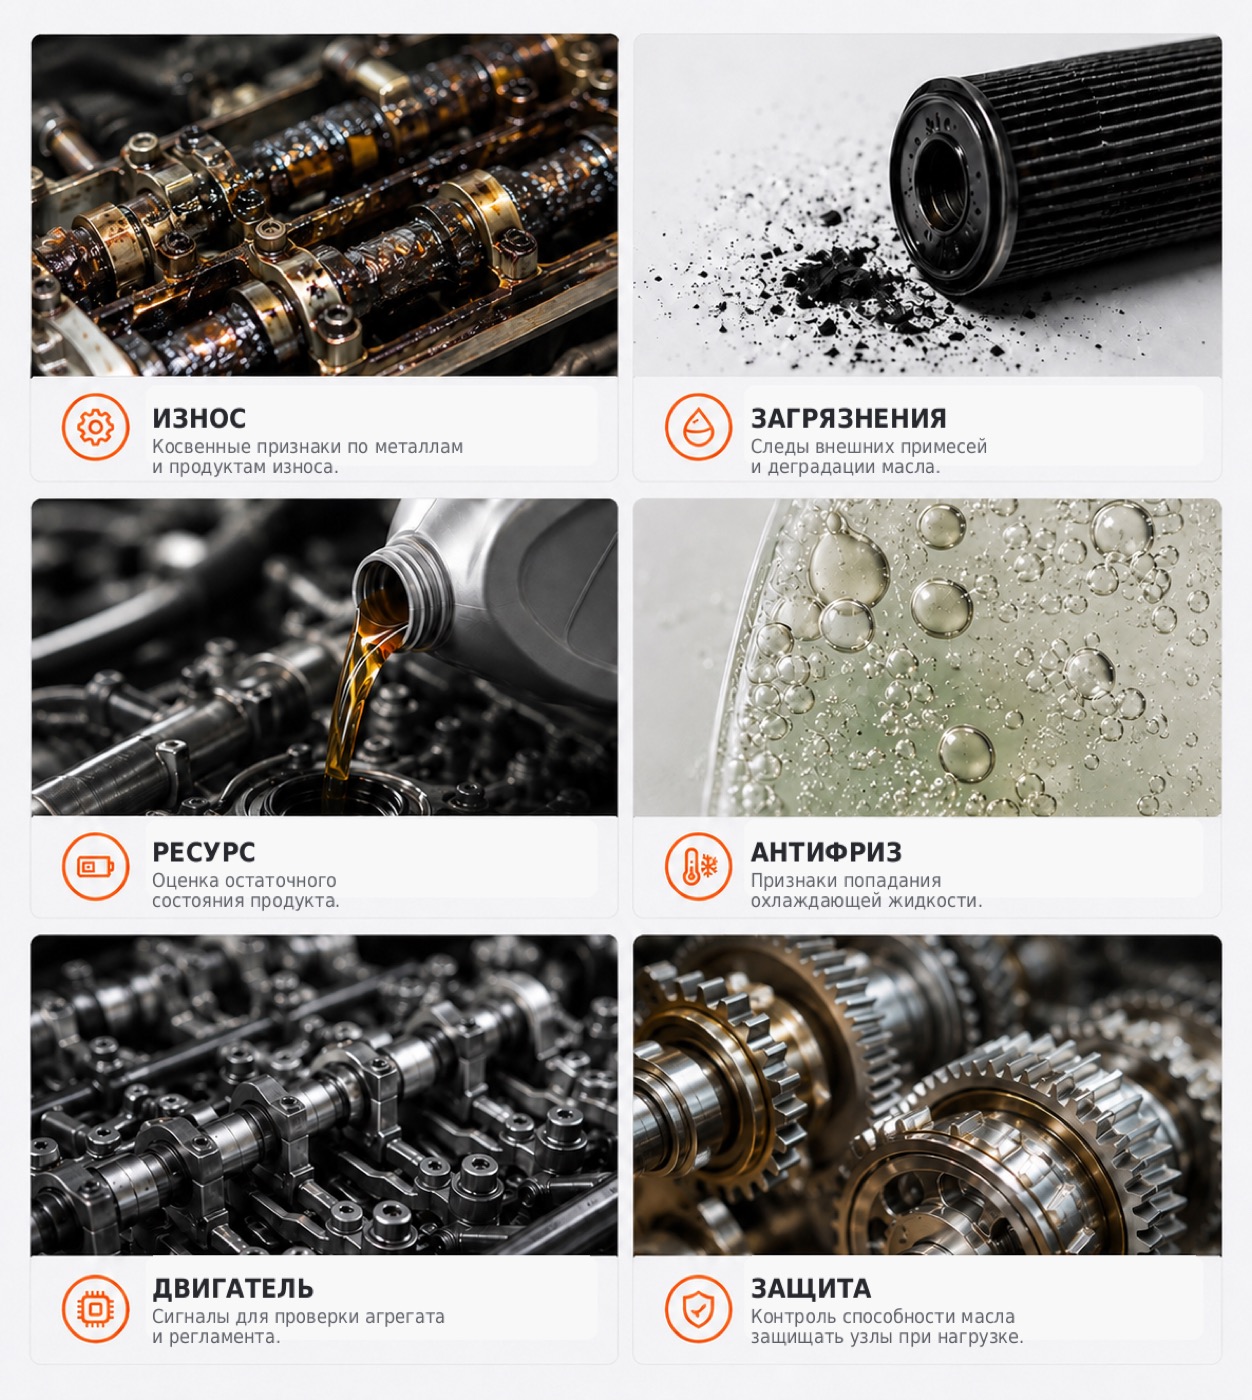 ИЗНОС
Косвенные признаки по металлам
и продуктам износа.
ЗАГРЯЗНЕНИЯ
Следы внешних примесей
и деградации масла.
РЕСУРС
Оценка остаточного
состояния продукта.
АНТИФРИЗ
Признаки попадания
охлаждающей жидкости.
ДВИГАТЕЛЬ
Сигналы для проверки агрегата
и регламента.
ЗАЩИТА
Контроль способности масла
защищать узлы при нагрузке.